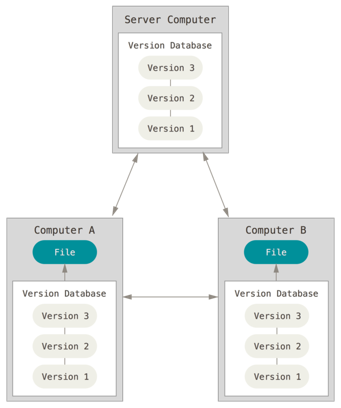 Server Computer
Version Database
Version 3
Version 2
Version 1
Computer A
File
Version Database
Version 3
Version 2
Version 1
Computer B
File
Version Database
Version 3
Version 2
Version 1